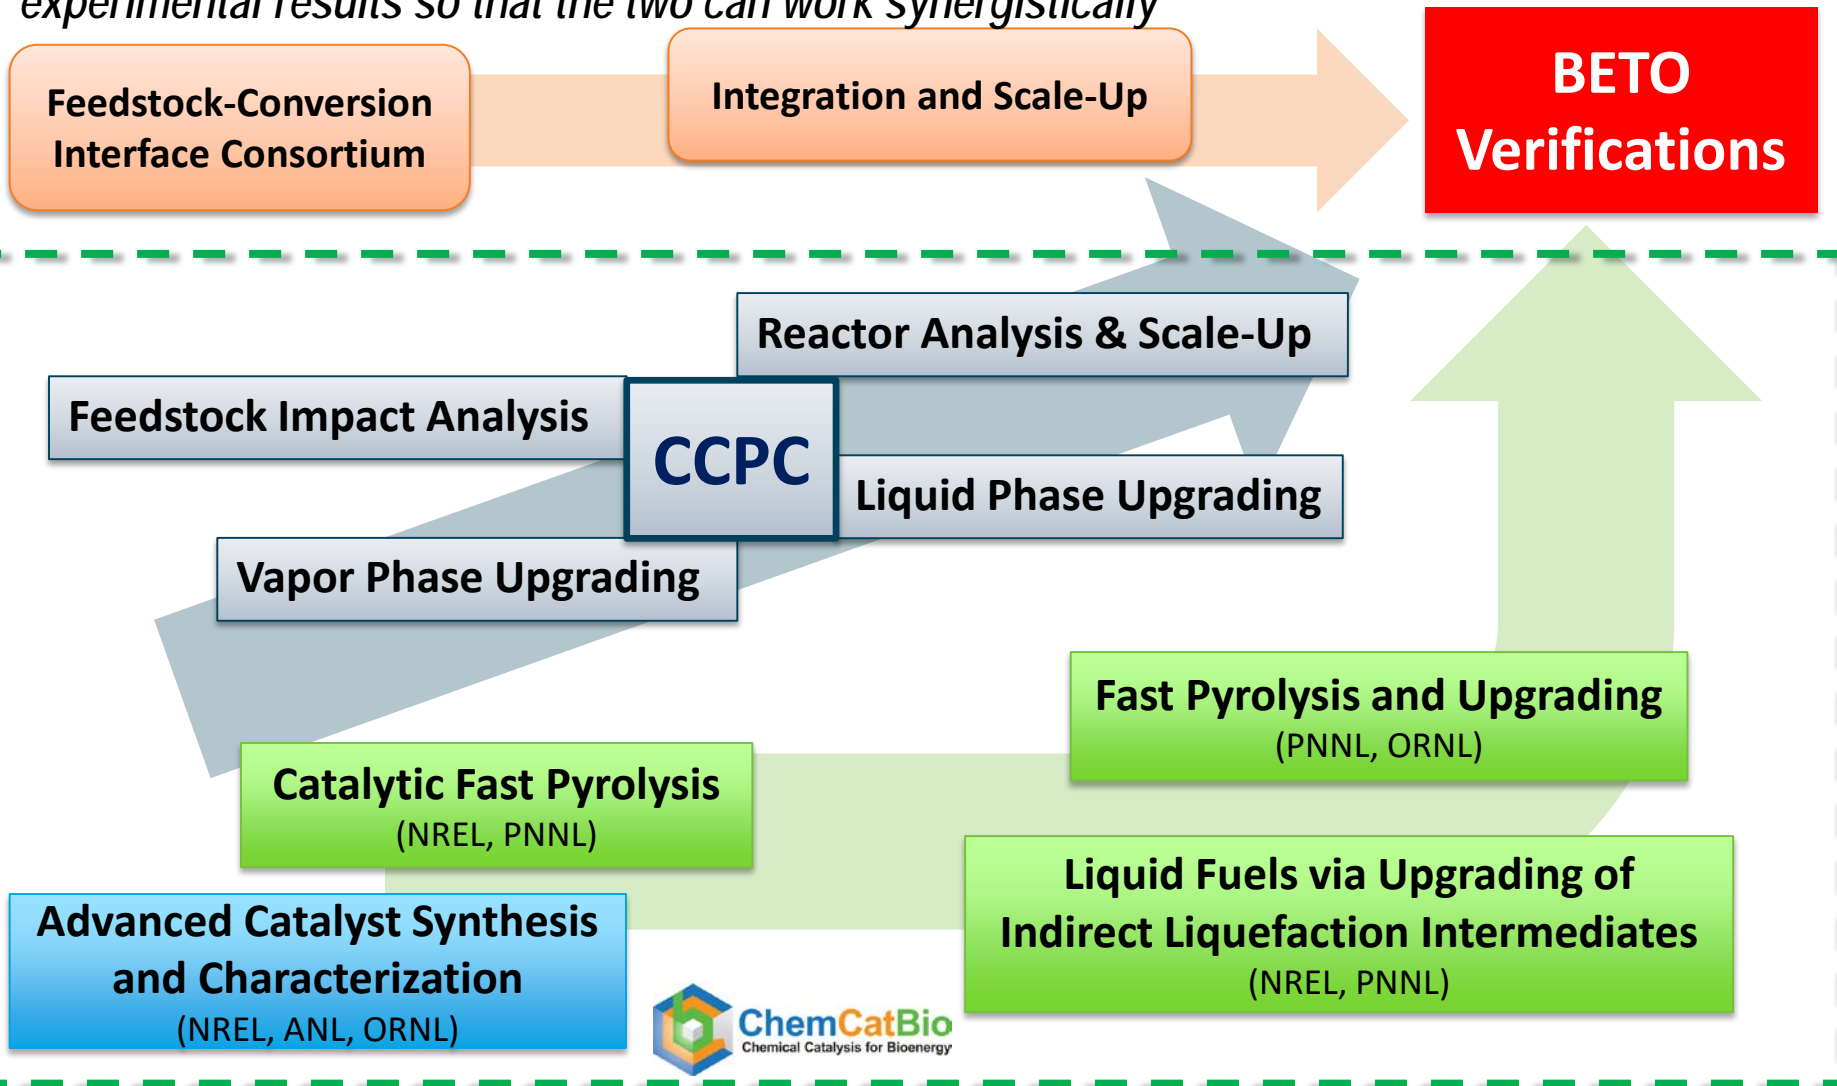 experimental results so that the two can work synergistically
Feedstock-Conversion
Interface Consortium
Integration and Scale-Up
BETO
Verifications
Reactor Analysis & Scale-Up
Feedstock Impact Analysis
CCPC
Liquid Phase Upgrading
Vapor Phase Upgrading
Fast Pyrolysis and Upgrading
(PNNL, ORNL)
Catalytic Fast Pyrolysis
(NREL, PNNL)
Liquid Fuels via Upgrading of
Indirect Liquefaction Intermediates
(NREL, PNNL)
Advanced Catalyst Synthesis
and Characterization
(NREL, ANL, ORNL)
ChemCatBio
Chemical Catalysis for Bioenergy